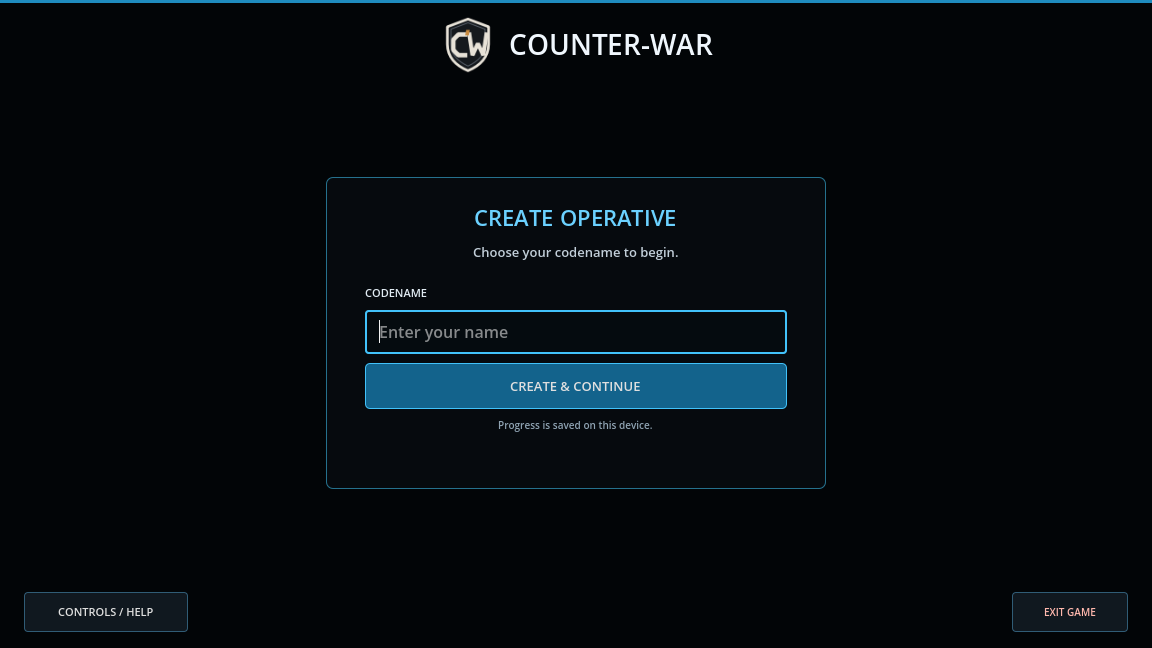 CW
COUNTER-WAR
CREATE OPERATIVE
Choose your codename to begin.
CODENAME
Enter your name
CREATE & CONTINUE
Progress is saved on this device.
CONTROLS / HELP
EXIT GAME